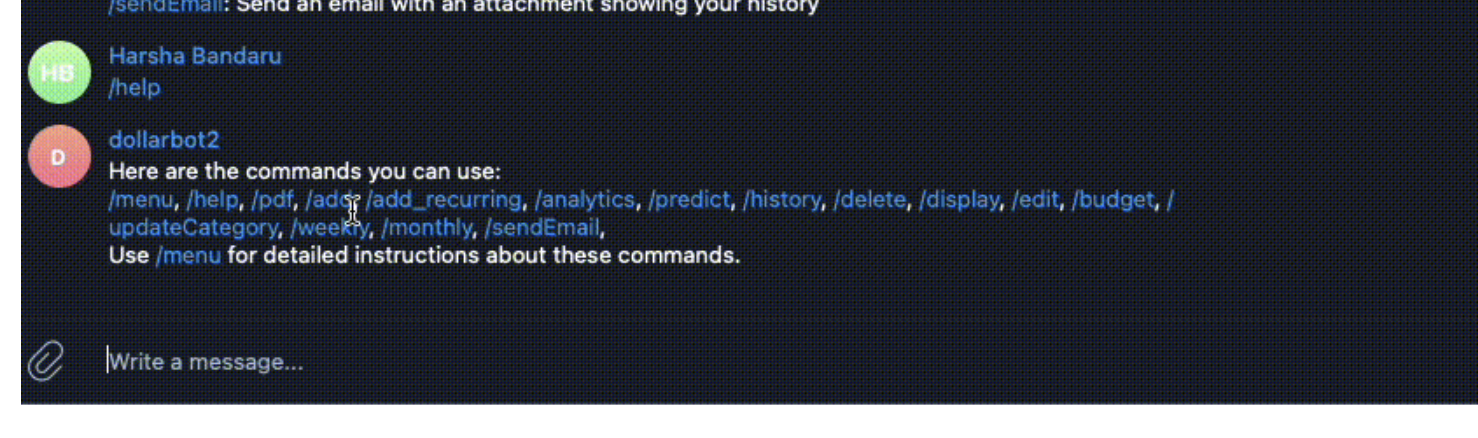 /sendEmail: Send an email with an attachment showing your history
HB
Harsha Bandaru
/help
D
dollarbot2
Here are the commands you can use:
/menu, /help, /pdf, /add, /add_recurring, /analytics, /predict, /history, /delete, /display, /edit, /budget, /
updateCategory, /weekly, /monthly, /sendEmail,
Use /menu for detailed instructions about these commands.
Write a message...